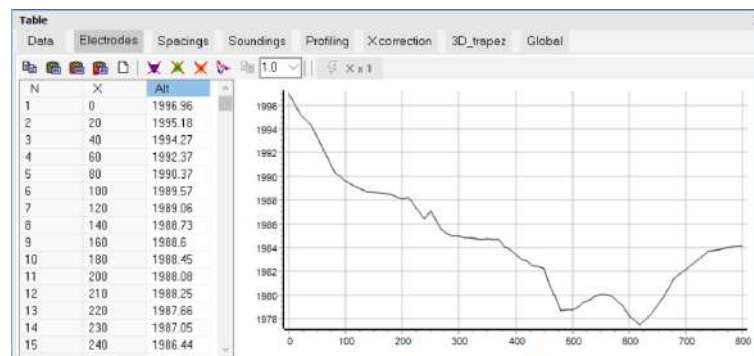 Table
Data Electrodes Spacings Soundings Profiling Xcorrection 3D_trapez Global
1.0 X x 1
N X Alt
1 0 1996.96
2 20 1995.18
3 40 1994.27
4 60 1992.37
5 80 1990.37
6 100 1989.57
7 120 1989.06
8 140 1988.73
9 160 1988.6
10 180 1988.45
11 200 1988.08
12 210 1988.25
13 220 1987.66
14 230 1987.05
15 240 1986.44
1996
1994
1992
1990
1988
1986
1984
1982
1980
1978
0 100 200 300 400 500 600 700 800